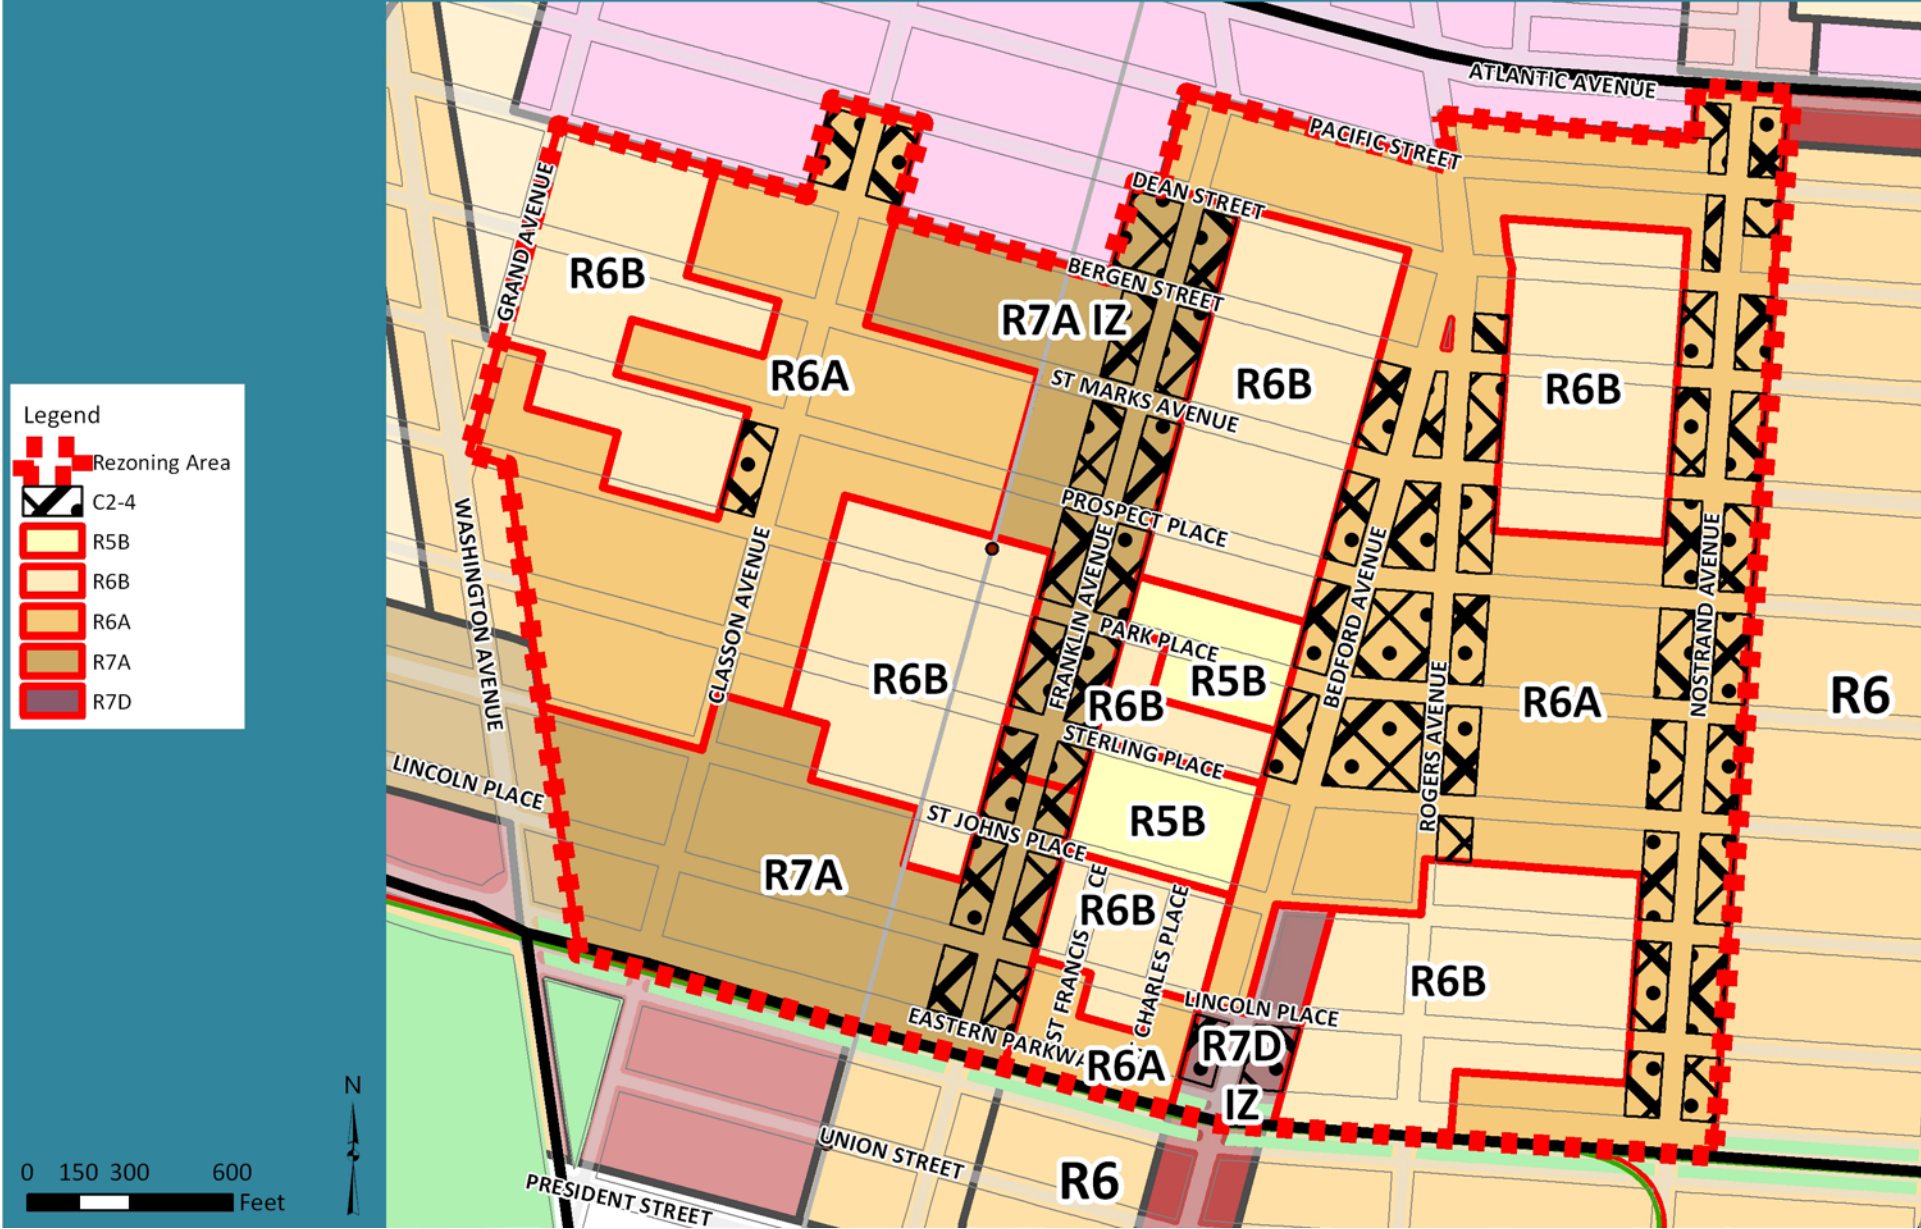 ATLANTIC AVENUE
PACIFIC STREET
DEAN STREET
GRAND AVENUE
R6B
BERGEN STREET
R7A IZ
R6A
ST MARKS AVENUE
R6B
R6B
Legend
Rezoning Area
C2-4
R5B
R6B
R6A
R7A
R7D
PROSPECT PLACE
WASHINGTON AVENUE
CLASSON AVENUE
FRANKLIN AVENUE
BEDFORD AVENUE
NOSTRAND AVENUE
PARK PLACE
R6B
R5B
R6B
R6A
R6
ROGERS AVENUE
STERLING PLACE
LINCOLN PLACE
ST JOHNS PLACE
R5B
R7A
R6B
ST FRANCIS
CE
CHARLES PLACE
R6B
LINCOLN PLACE
EASTERN PARKWA
R6A
R7D
IZ
N
0 150 300 600
Feet
UNION STREET
R6
PRESIDENT STREET